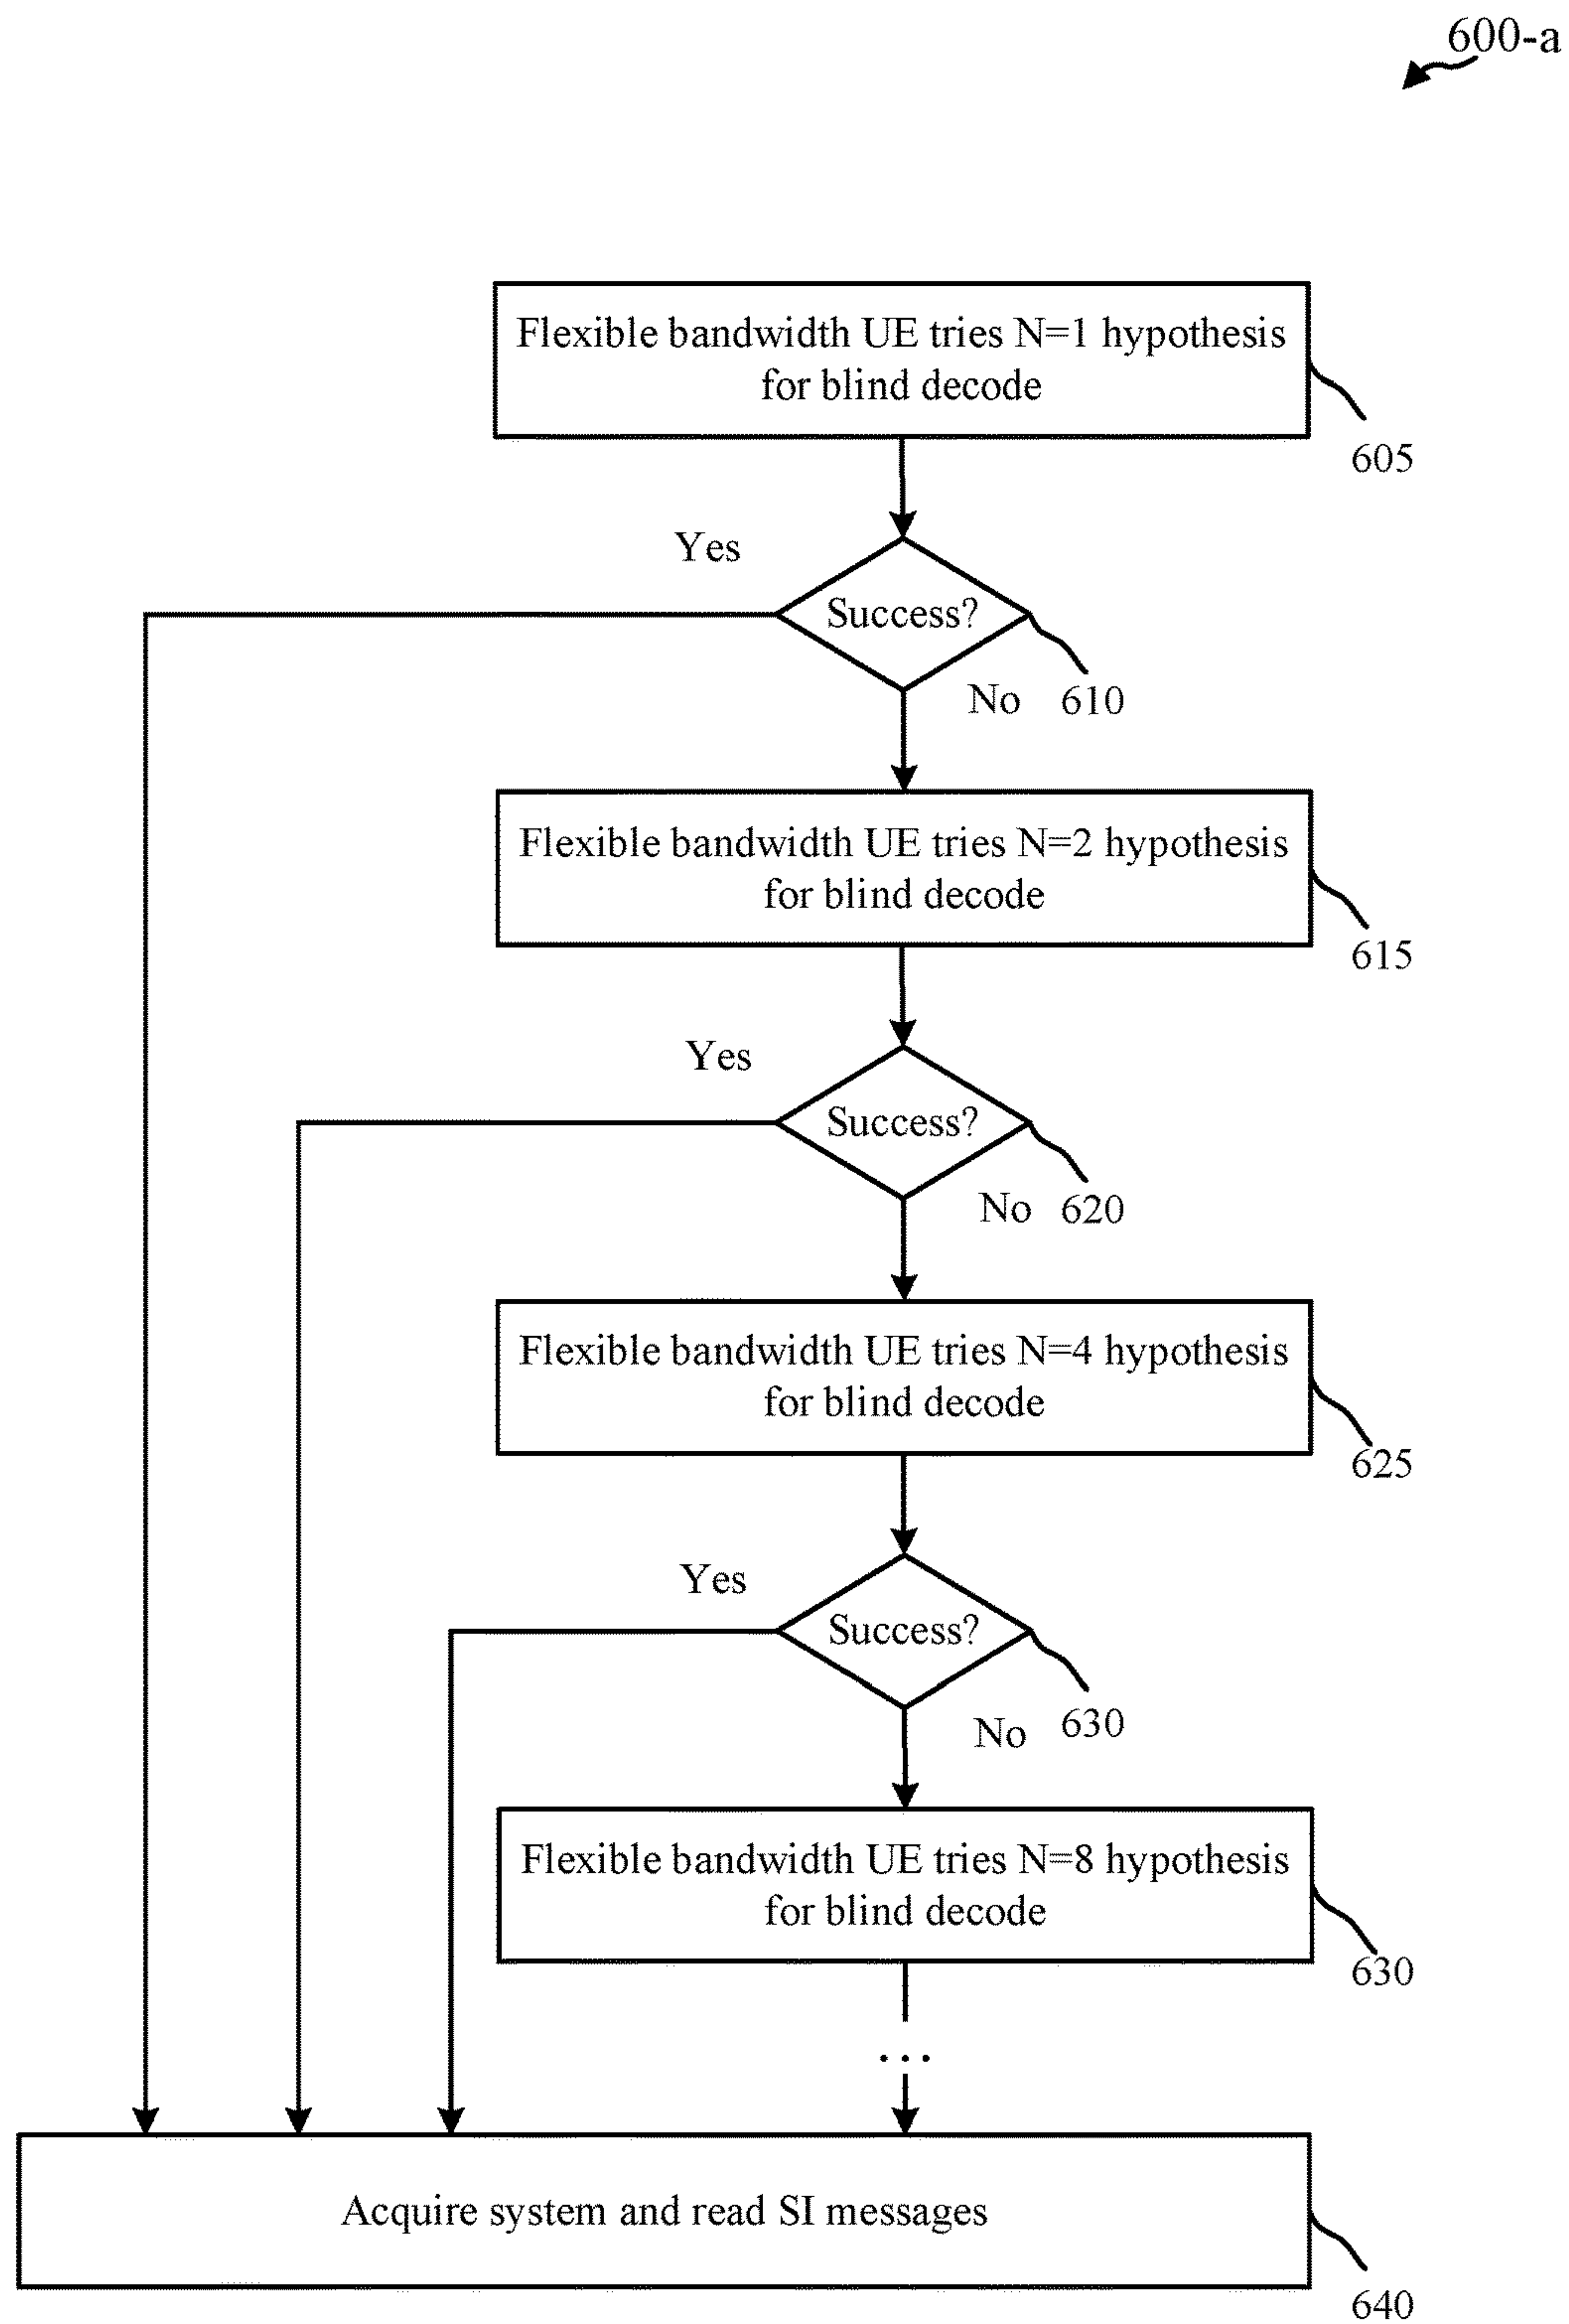 600-a
Flexible bandwidth UE tries N=1 hypothesis
for blind decode
605
Yes
Success?
No
610
Flexible bandwidth UE tries N=2 hypothesis
for blind decode
615
Yes
Success?
No
620
Flexible bandwidth UE tries N=4 hypothesis
for blind decode
625
Yes
Success?
No
630
Flexible bandwidth UE tries N=8 hypothesis
for blind decode
630
...
Acquire system and read SI messages
640